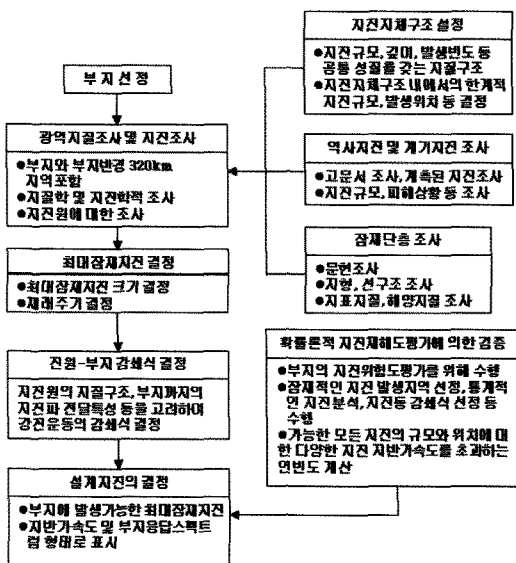 부지선정
광역지질조사 및 지진조사
●부지와 부지반경 320km
지역포함
●지질학 및 지진학적 조사
●지진원에 대한 조사
최대잠재지진 결정
●최대잠재지진 크기 결정
●재래주기 결정
진원-부지 감쇄식 결정
지진원의 지질구조, 부지까지의
지진파 전달특성 등을 고려하여
강진운동의 감쇄식 결정
설계지진의 결정
●부지에 발생가능한 최대잠재지진
●지반가속도 및 부지응답스펙트
럼 형태로 표시
지진지체구조 설정
●지진규모, 깊이, 발생빈도 등
공통 성질를 갖는 지질구조
●지진지체구조 내에서의 한계적
지진규모, 발생위치 등 결정
역사지진 및 계기지진 조사
●고문서 조사, 계측된 지진조사
●지진규모, 피해상황 등 조사
잠재단층 조사
●문헌조사
●지형, 선구조 조사
●지표지질, 해양지질 조사
확률론적 지진재해도평가에 의한 검증
●부지의 지진위험도평가를 위해 수행
●잠재적인 지진 발생지역 선정, 통계적
인 지진분석, 지진동 감쇄식 선정 등
수행
●가능한 모든 지진의 규모와 위치에 대
한 다양한 지진 지반가속도를 초과하는
연빈도 계산